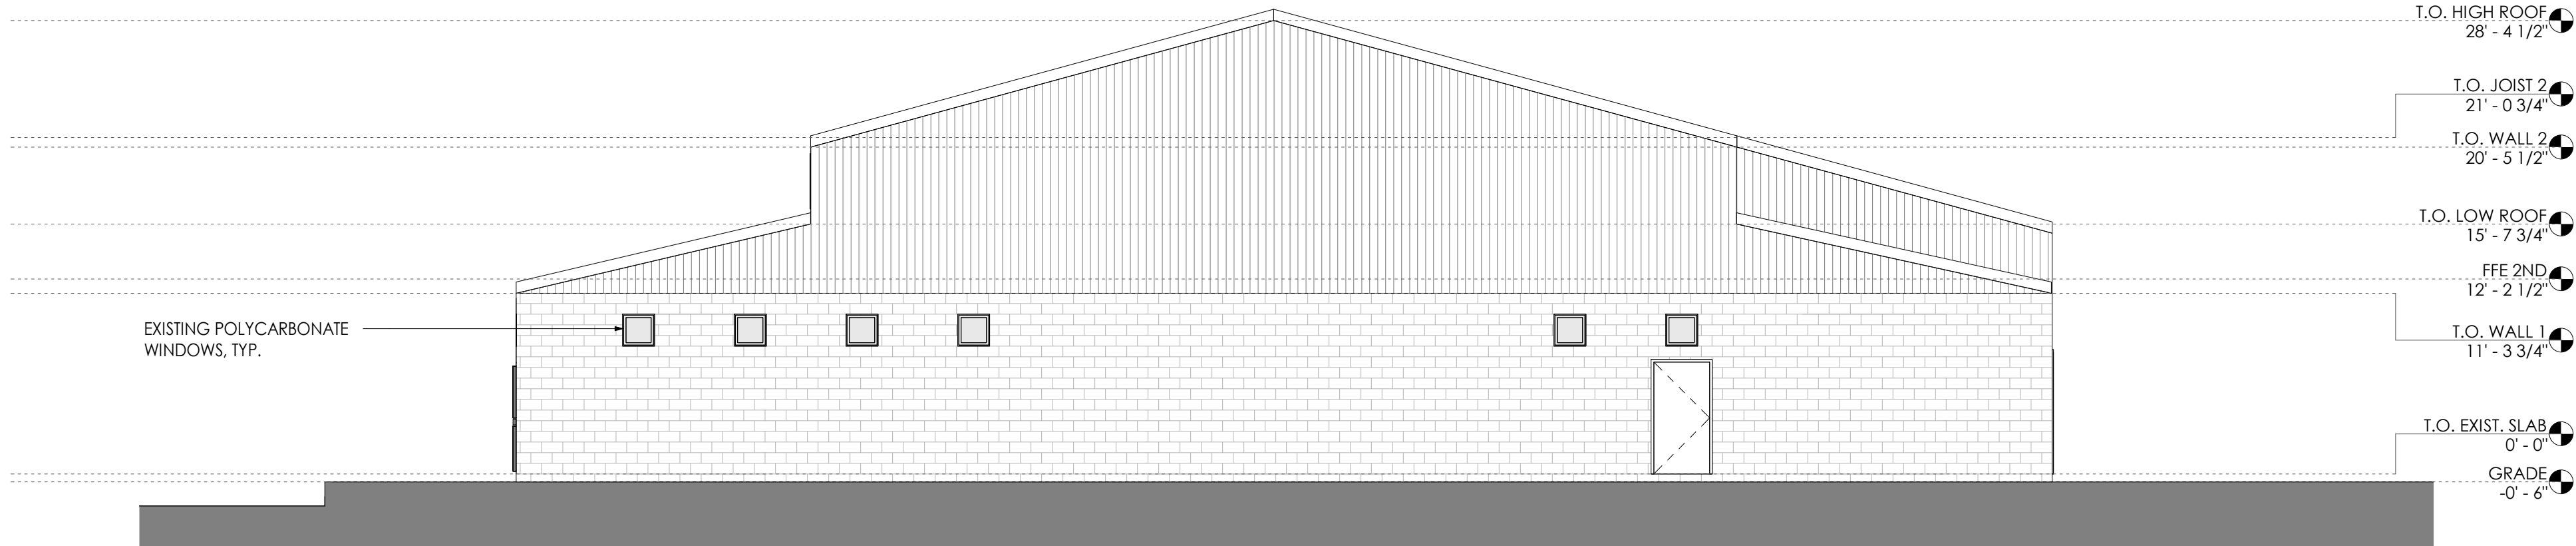 T.O. HIGH ROOF
28' - 4 1/2"
T.O. JOIST 2
21' - 0 3/4"
T.O. WALL 2
20' - 5 1/2"
T.O. LOW ROOF
15' - 7 3/4"
FFE 2ND
12' - 2 1/2"
EXISTING POLYCARBONATE
WINDOWS, TYP.
T.O. WALL 1
11' - 3 3/4"
T.O. EXIST. SLAB
0' - 0"
GRADE
-0' - 6"